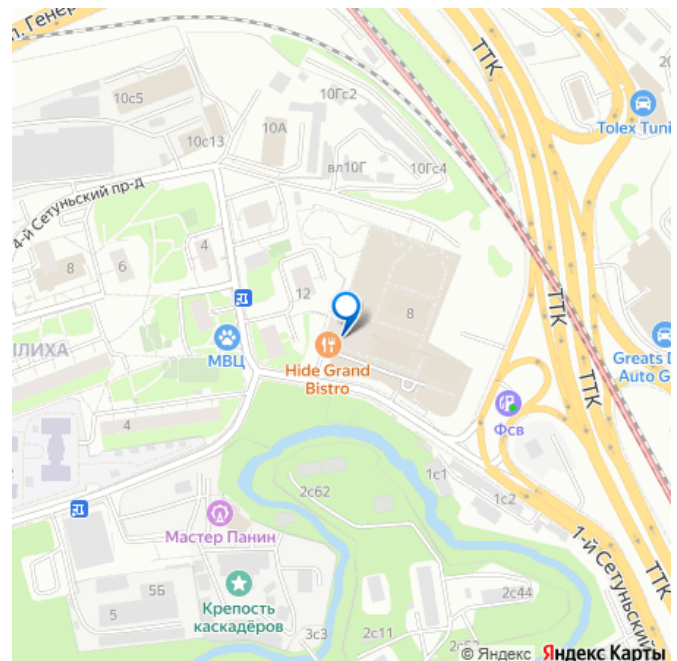 л. Генер
ТТК
10с5
10Гс2
20
Tolex Tuni
10А
10с13
вл10Г
10Гс4
4-й Сетуньский пр-д
4
8
6
12
8
ТТК
ИЛИХА
МВЦ
Hide Grand
Bistro
Greats D
Auto G
ТТК
Фсв
4
1с1
2с62
1с2
Мастер Панин
1-й Сетуньский
ТТК
5Б
5
Крепость
каскадёров
2с44
3с3
2с11
© Яндекс Яндекс Карты